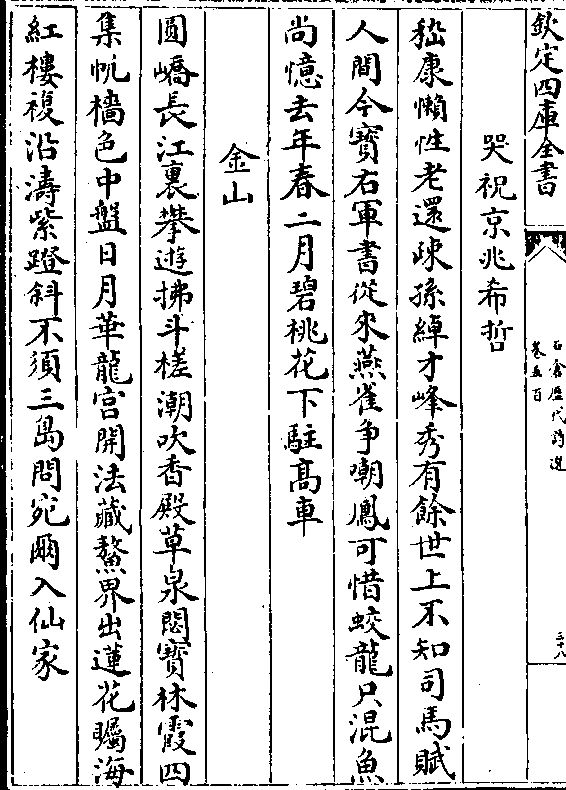 欽定四庫全書
石倉歷代詩選
卷五百
三十八
哭祝京兆希哲
嵇康懶性老還疎孫綽才峰秀有餘世上不知司馬賦
人間今寶右軍書從來燕雀争嘲鳳可惜蛟龍只混魚
尚憶去年春二月碧桃花下駐髙車
金山
圓嶠長江裏攀遊拂斗槎潮吹香殿草泉閟寶林霞四
集帆檣色中盤日月華龍宫開法藏鰲界出蓮花矚海
紅樓複沿濤紫蹬斜不須三島問宛爾入仙家